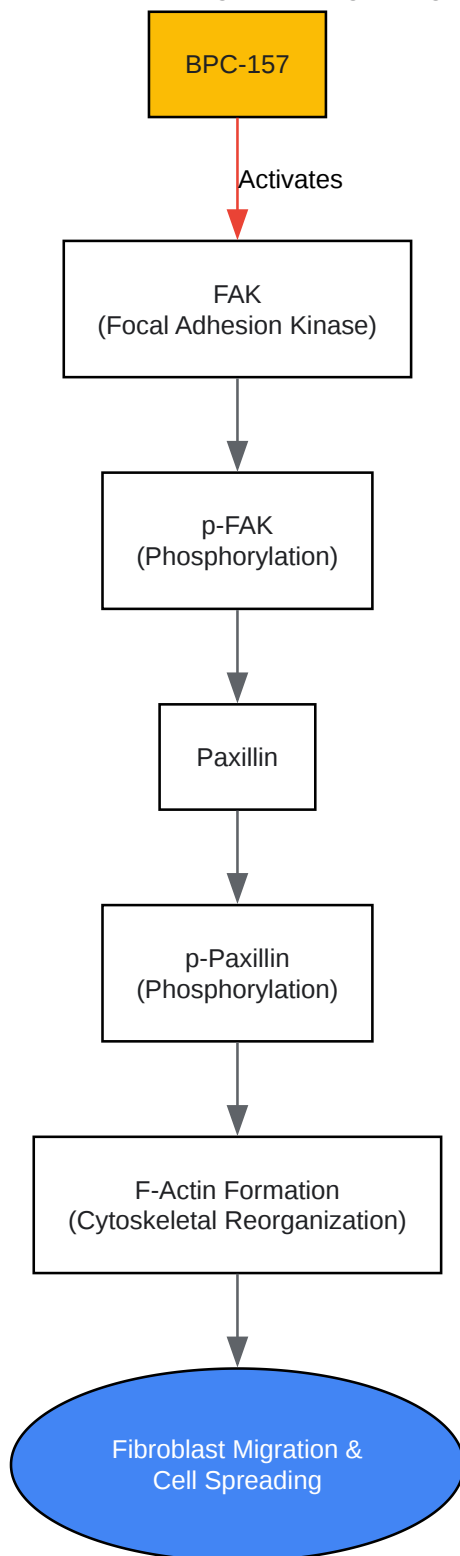 BPC-157
Activates
FAK
(Focal Adhesion Kinase)
p-FAK
(Phosphorylation)
Paxillin
p-Paxillin
(Phosphorylation)
F-Actin Formation
(Cytoskeletal Reorganization)
Fibroblast Migration &
Cell Spreading